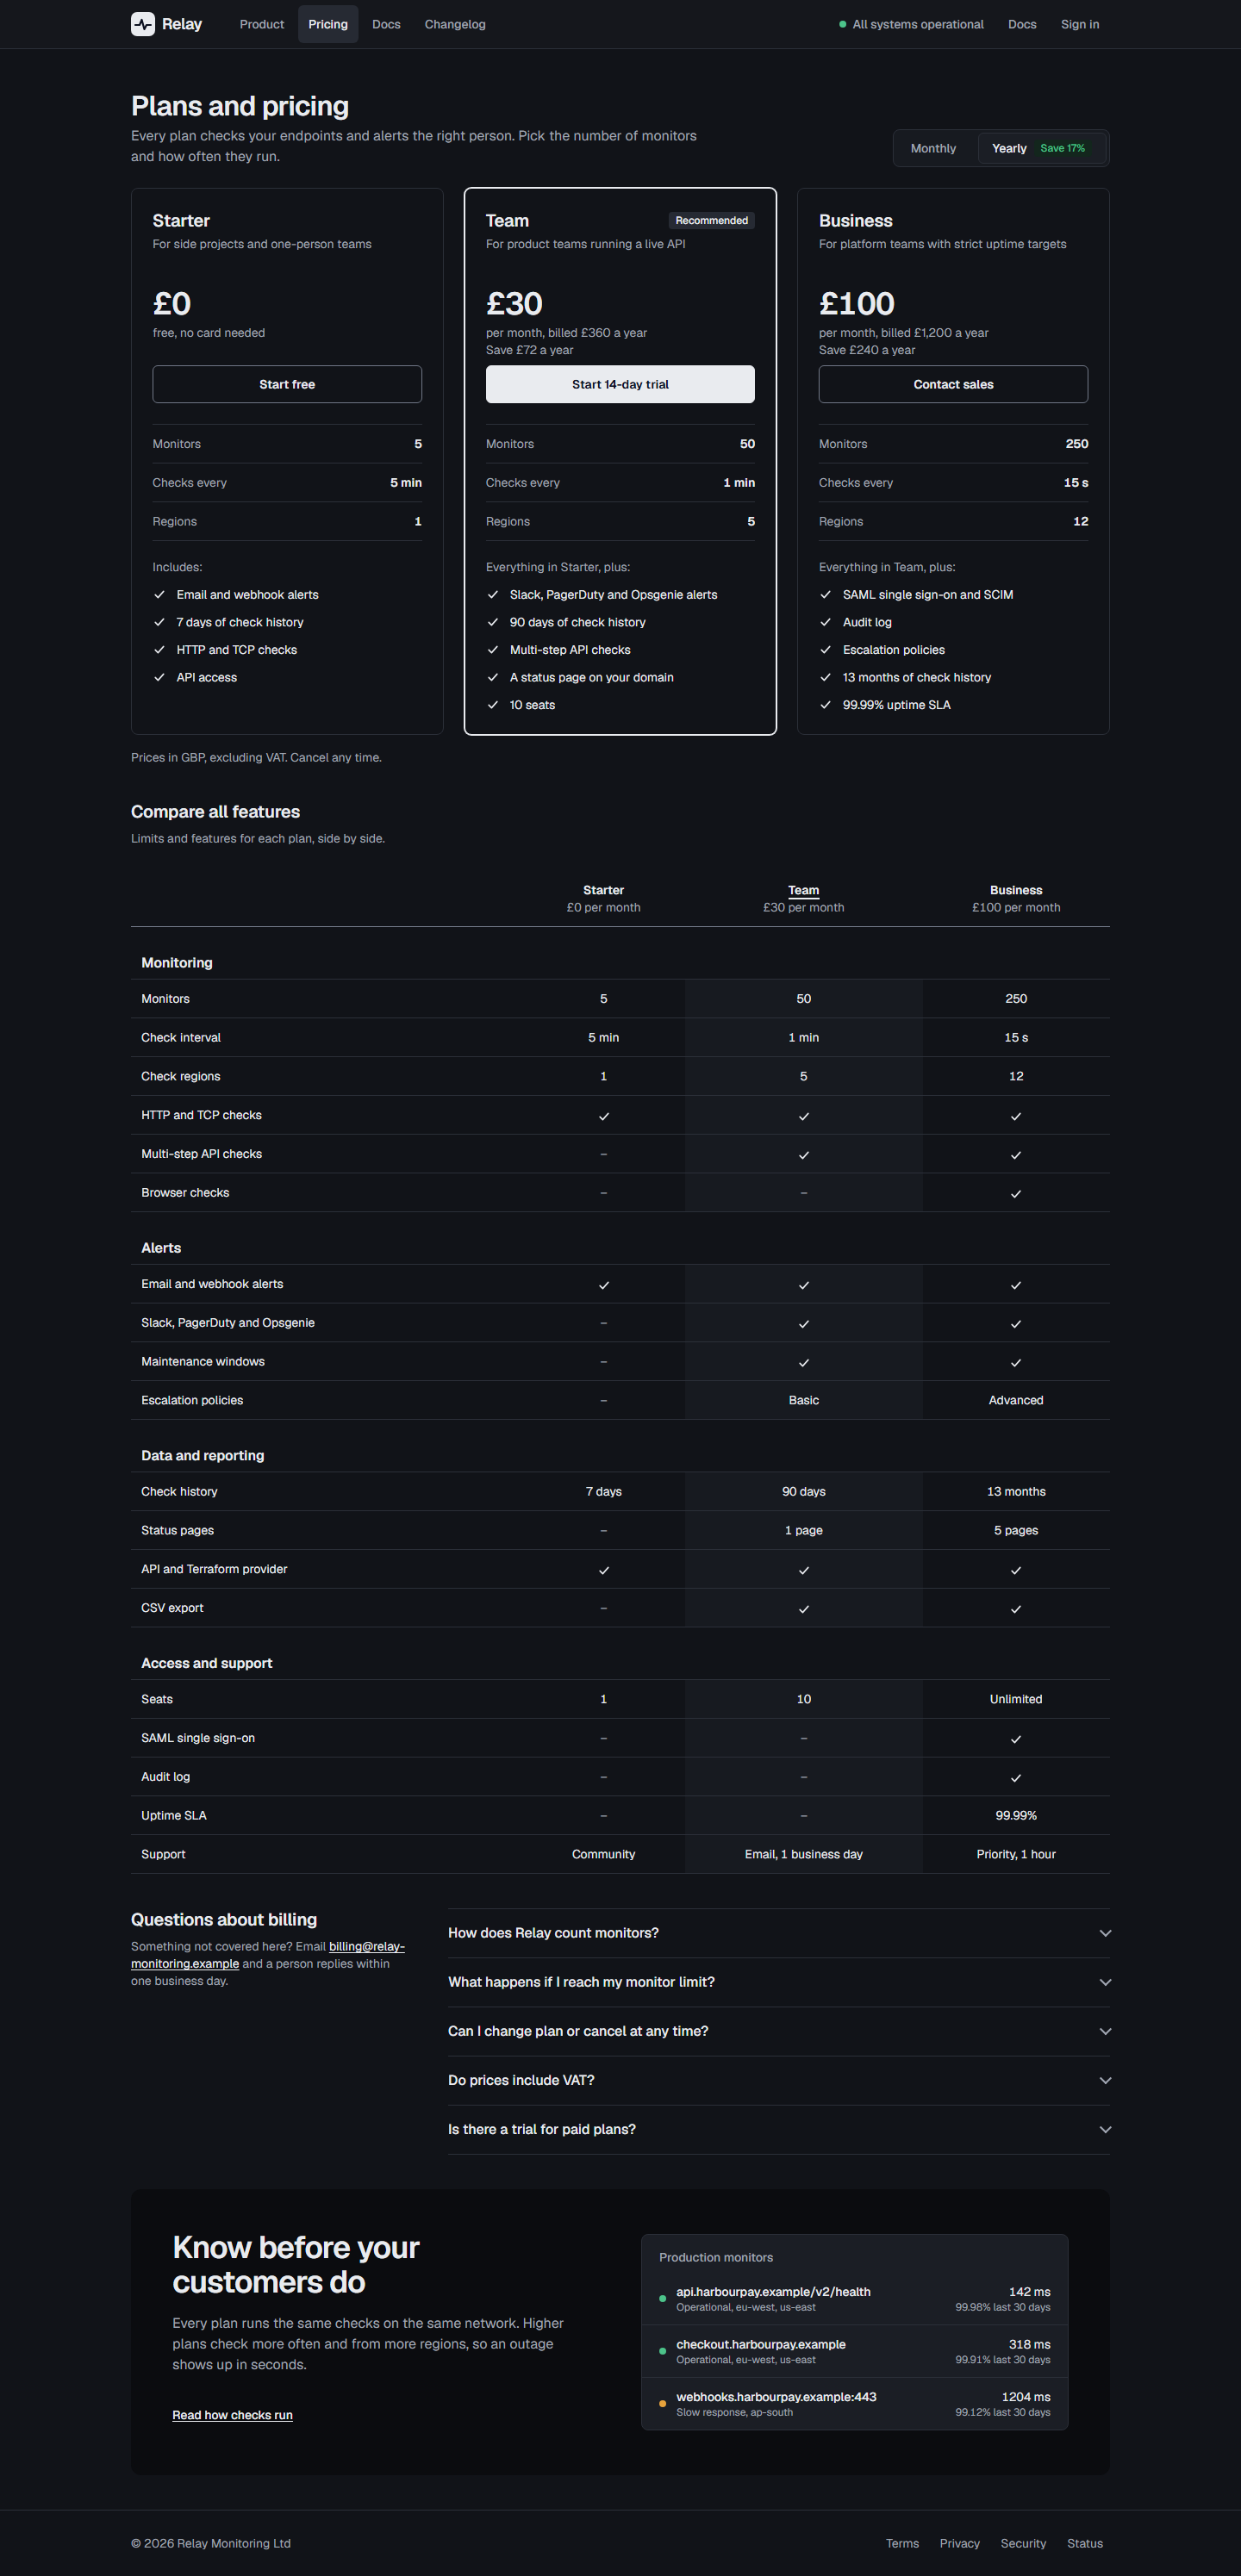 Relay
Product
Pricing
Docs
Changelog
All systems operational
Docs
Sign in
Plans and pricing
Every plan checks your endpoints and alerts the right person. Pick the number of monitors
and how often they run.
Monthly
Yearly
Save 17%
Starter
For side projects and one-person teams
£0
free, no card needed
Start free
Monitors 5
Checks every 5 min
Regions 1
Includes:
Email and webhook alerts
7 days of check history
HTTP and TCP checks
API access
Team
Recommended
For product teams running a live API
£30
per month, billed £360 a year
Save £72 a year
Start 14-day trial
Monitors 50
Checks every 1 min
Regions 5
Everything in Starter, plus:
Slack, PagerDuty and Opsgenie alerts
90 days of check history
Multi-step API checks
A status page on your domain
10 seats
Business
For platform teams with strict uptime targets
£100
per month, billed £1,200 a year
Save £240 a year
Contact sales
Monitors 250
Checks every 15 s
Regions 12
Everything in Team, plus:
SAML single sign-on and SCIM
Audit log
Escalation policies
13 months of check history
99.99% uptime SLA
Prices in GBP, excluding VAT. Cancel any time.
Compare all features
Limits and features for each plan, side by side.
Starter Team Business
£0 per month £30 per month £100 per month
Monitoring
Monitors 5 50 250
Check interval 5 min 1 min 15 s
Check regions 1 5 12
HTTP and TCP checks ✓ ✓ ✓
Multi-step API checks – ✓ ✓
Browser checks – – ✓
Alerts
Email and webhook alerts ✓ ✓ ✓
Slack, PagerDuty and Opsgenie – ✓ ✓
Maintenance windows – ✓ ✓
Escalation policies – Basic Advanced
Data and reporting
Check history 7 days 90 days 13 months
Status pages – 1 page 5 pages
API and Terraform provider ✓ ✓ ✓
CSV export – ✓ ✓
Access and support
Seats 1 10 Unlimited
SAML single sign-on – – ✓
Audit log – – ✓
Uptime SLA – – 99.99%
Support Community Email, 1 business day Priority, 1 hour
Questions about billing
Something not covered here? Email billing@relay-
monitoring.example and a person replies within
one business day.
How does Relay count monitors?
What happens if I reach my monitor limit?
Can I change plan or cancel at any time?
Do prices include VAT?
Is there a trial for paid plans?
Know before your
customers do
Every plan runs the same checks on the same network. Higher
plans check more often and from more regions, so an outage
shows up in seconds.
Read how checks run
Production monitors
api.harbourpay.example/v2/health 142 ms
Operational, eu-west, us-east 99.98% last 30 days
checkout.harbourpay.example 318 ms
Operational, eu-west, us-east 99.91% last 30 days
webhooks.harbourpay.example:443 1204 ms
Slow response, ap-south 99.12% last 30 days
© 2026 Relay Monitoring Ltd
Terms
Privacy
Security
Status